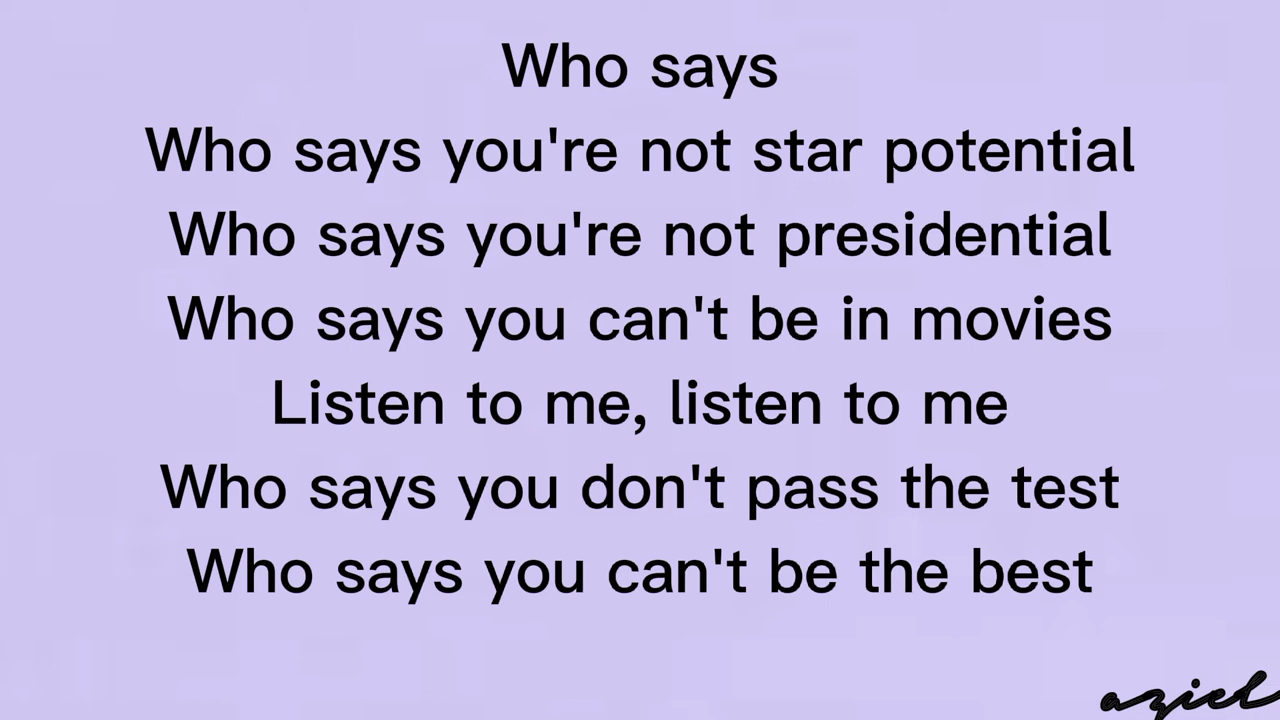 Who says
Who says you're not star potential
Who says you're not presidential
Who says you can't be in movies
Listen to me, listen to me
Who says you don't pass the test
Who says you can't be the best
aziel